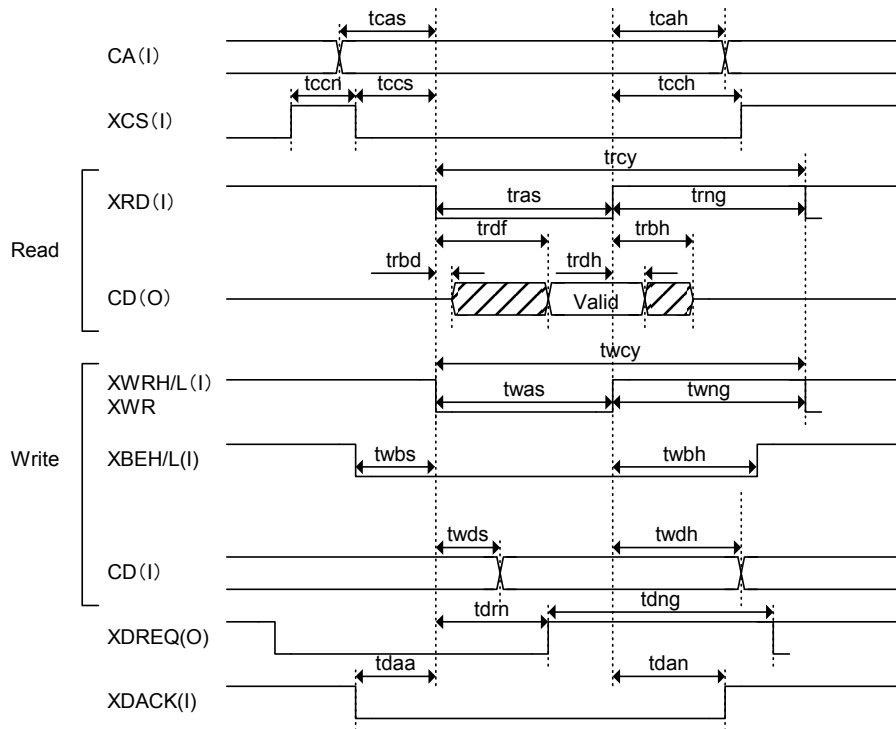 tcas tcah
CA(I)
tccn tccs tcch
XCS(I)
trcy
XRD(I)
tras trng
Read
trdf trbh
trbd trdh
CD(O)
Valid
twcy
XWRH/L(I)
twas twng
XWR
XBEH/L(I)
Write
twbs twbh
twds twdh
CD(I)
tdrn tdng
XDREQ(O)
tdaa tdan
XDACK(I)